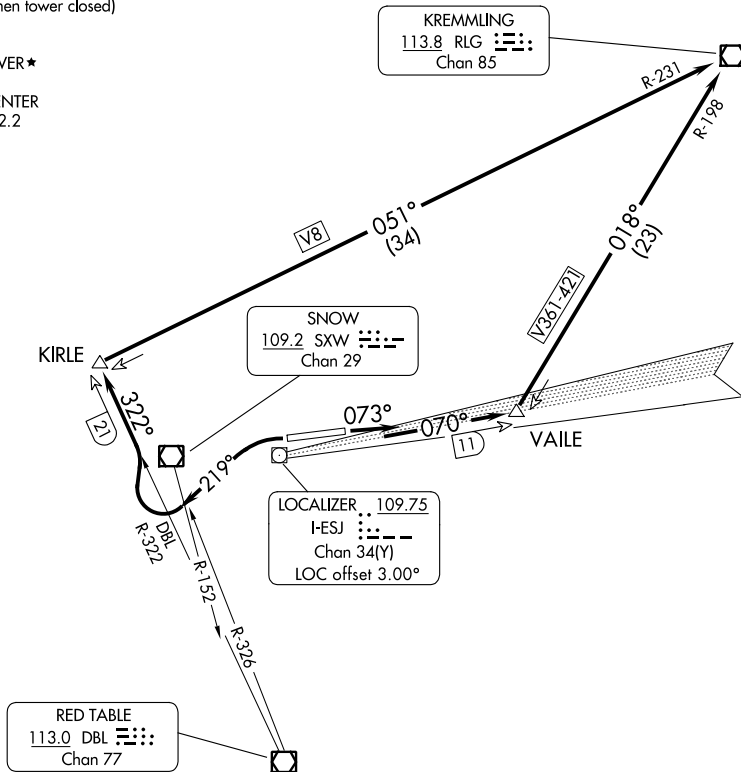 hen tower closed)
VER★
ENTER
2.2
KREMMLING
113.8 RLG
Chan 85
R-231
R-198
V8
051°
(34)
018°
(23)
V361-421
SNOW
109.2 SXW
Chan 29
KIRLE
21
322°
073°
070°
11
VAILE
219°
LOCALIZER 109.75
I-ESJ
Chan 34(Y)
LOC offset 3.00°
DBL
R-322
R-152
R-326
RED TABLE
113.0 DBL
Chan 77